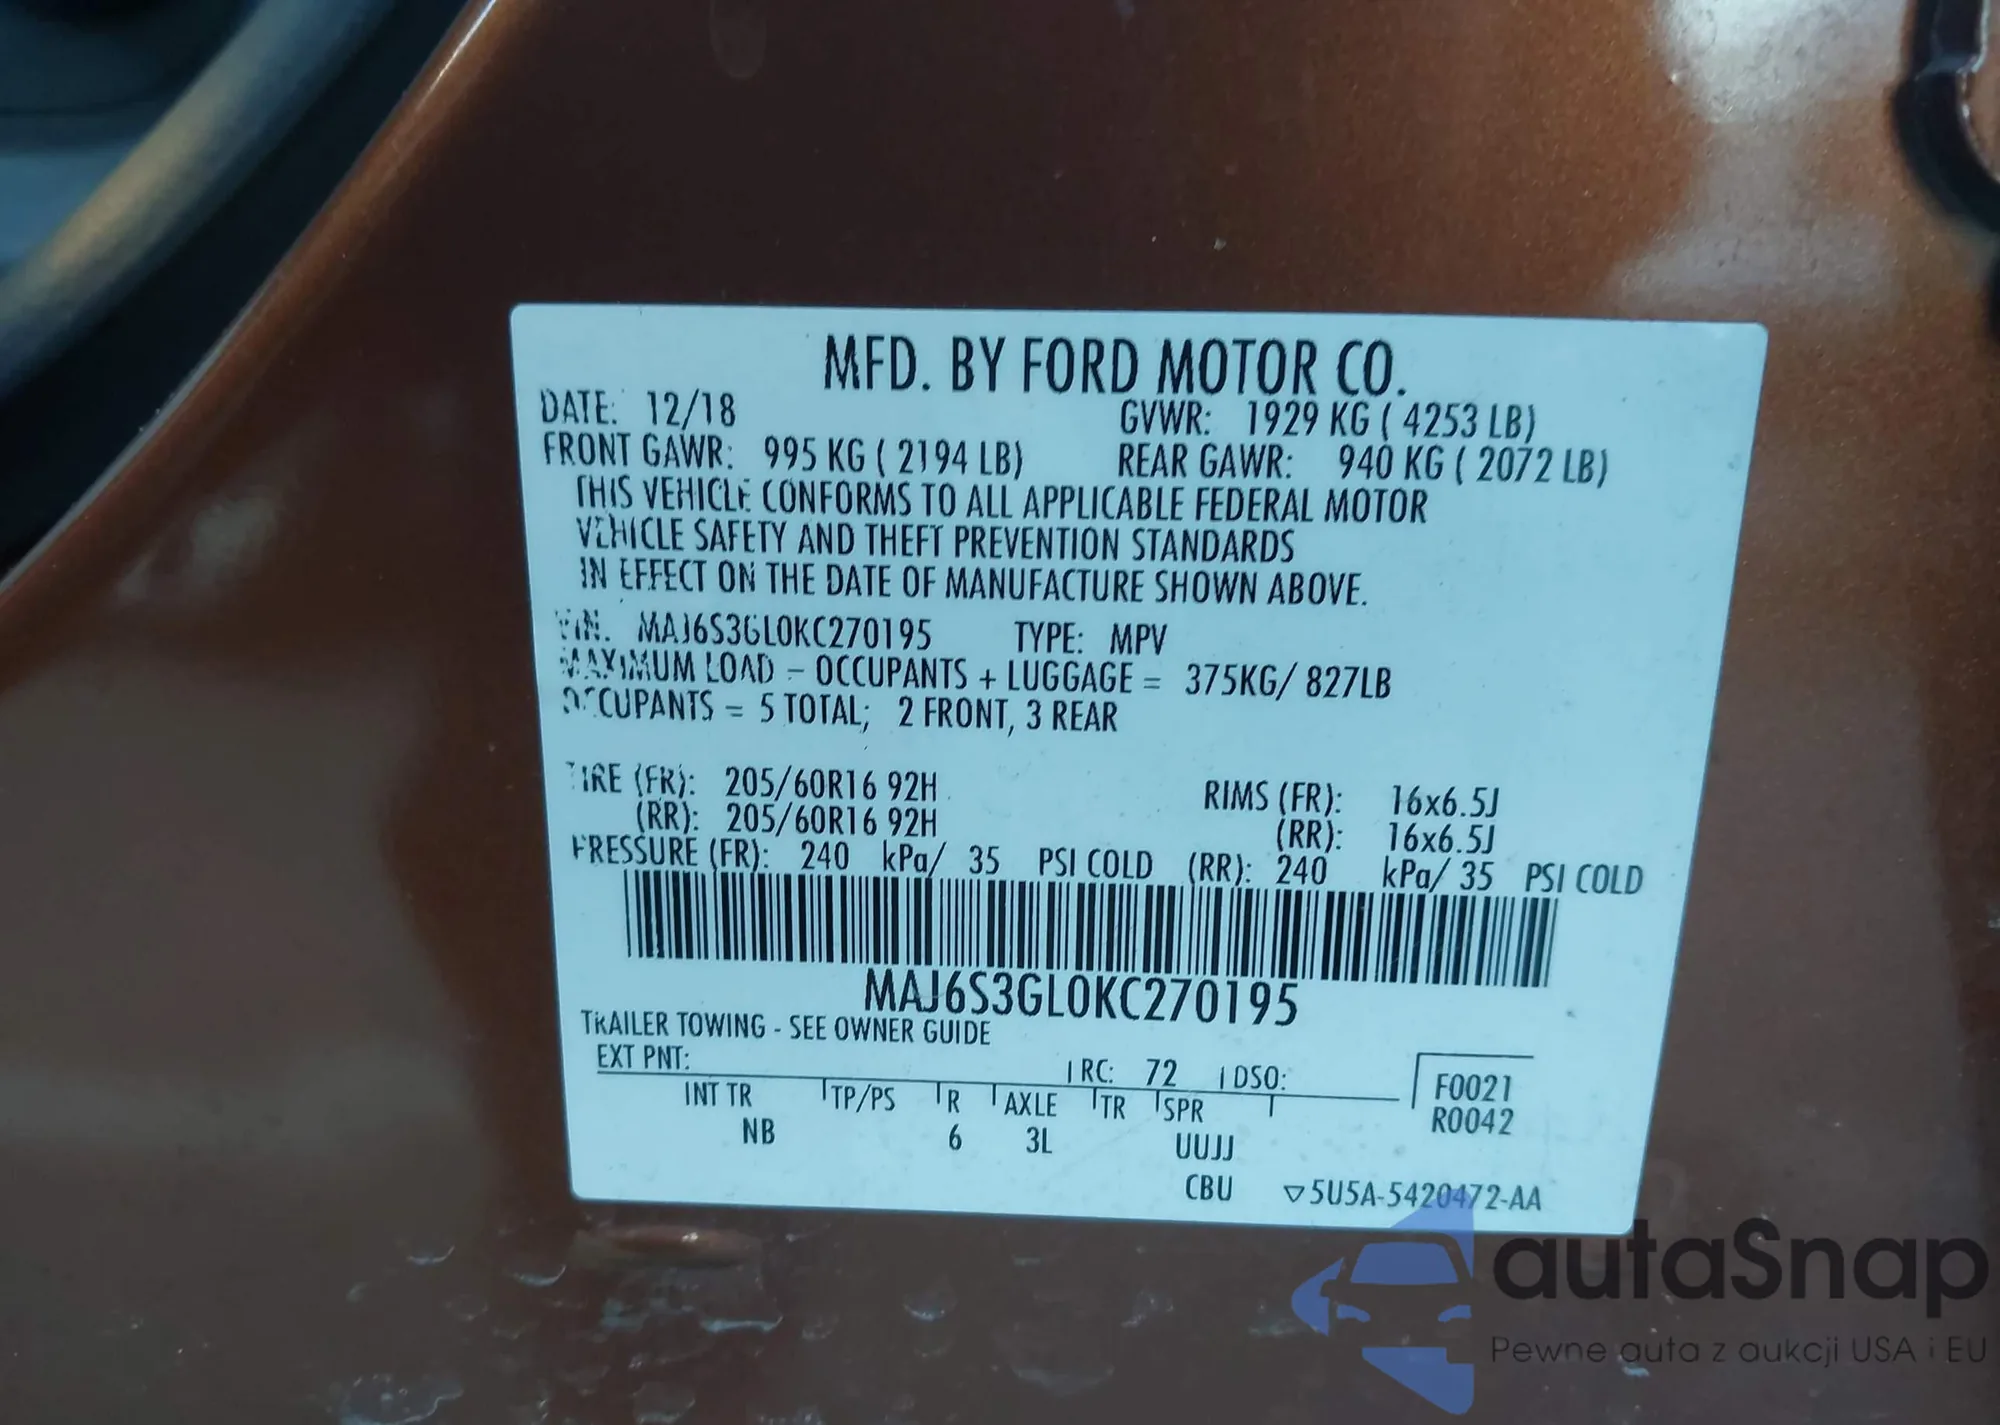 MFD. BY FORD MOTOR CO.
DATE: 12/18 GVWR: 1929 KG ( 4253 LB)
FRONT GAWR: 995 KG ( 2194 LB) REAR GAWR: 940 KG ( 2072 LB)
THIS VEHICLE CONFORMS TO ALL APPLICABLE FEDERAL MOTOR
VEHICLE SAFETY AND THEFT PREVENTION STANDARDS
IN EFFECT ON THE DATE OF MANUFACTURE SHOWN ABOVE.
VIN: MAJ6S3GL0KC270195 TYPE: MPV
MAXIMUM LOAD - OCCUPANTS + LUGGAGE = 375KG/ 827LB
OCCUPANTS = 5 TOTAL; 2 FRONT, 3 REAR
TIRE (FR): 205/60R16 92H RIMS (FR): 16x6.5J
(RR): 205/60R16 92H (RR): 16x6.5J
PRESSURE (FR): 240 kPa/ 35 PSI COLD (RR): 240 kPa/ 35 PSI COLD
MAJ6S3GL0KC270195
TRAILER TOWING - SEE OWNER GUIDE
EXT PNT: RC: 72 DSO: F0021
INT TR TP/PS R AXLE TR SPR R0042
NB 6 3L UUJJ
CBU ▽5U5A-5420472-AA
autaSnap
Pewne auta z aukcji USA i EU